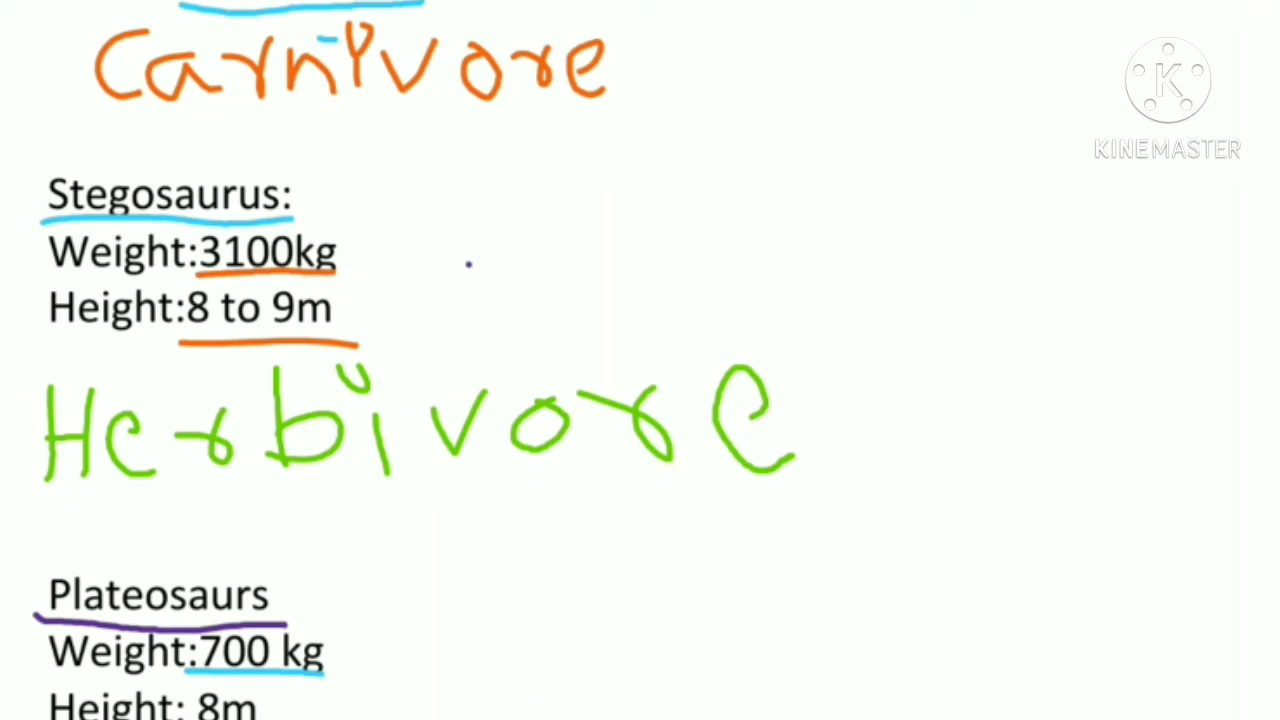 Carnivore
K
KINEMASTER
Stegosaurus:
Weight:3100kg
Height:8 to 9m
Herbivore
Plateosaurs
Weight:700 kg
Height: 8m